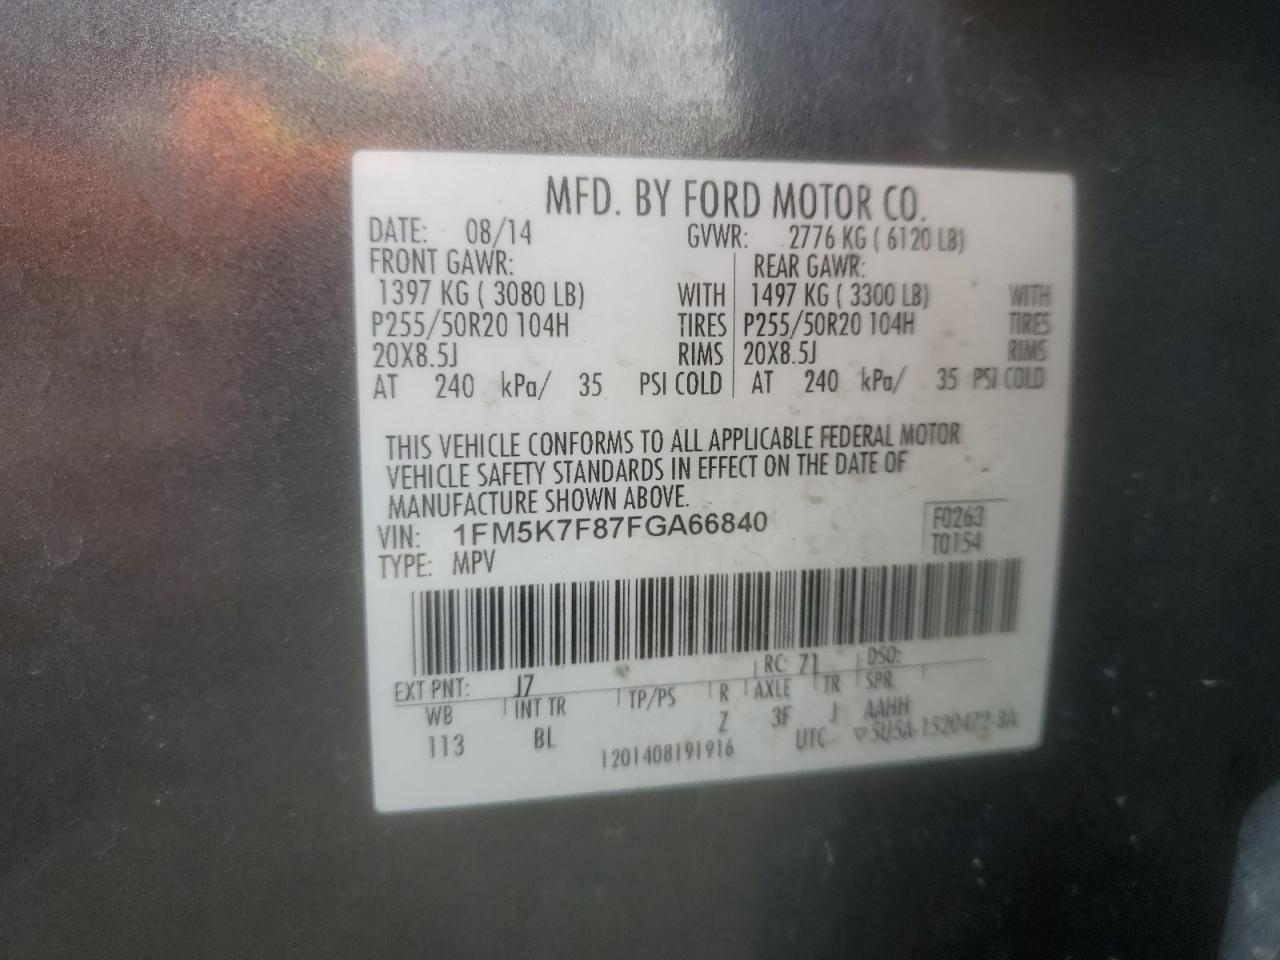 MFD. BY FORD MOTOR CO.
DATE: 08/14 GVWR: 2776 KG ( 6120 LB)
FRONT GAWR: REAR GAWR:
1397 KG ( 3080 LB) WITH 1497 KG ( 3300 LB) WITH
P255/50R20 104H TIRES P255/50R20 104H TIRES
20X8.5J RIMS 20X8.5J RIMS
AT 240 kPa/ 35 PSI COLD AT 240 kPa/ 35 PSI COLD
THIS VEHICLE CONFORMS TO ALL APPLICABLE FEDERAL MOTOR
VEHICLE SAFETY STANDARDS IN EFFECT ON THE DATE OF
MANUFACTURE SHOWN ABOVE.
VIN: 1FM5K7F87FGA66840 F0263
TYPE: MPV T0154
EXT PNT: J7 RC: 71 DSO:
WB INT TR TP/PS R AXLE TR SPR
113 BL Z 3F J AAHH
1201408191916 UTC ▽5U5A-1520472-BA